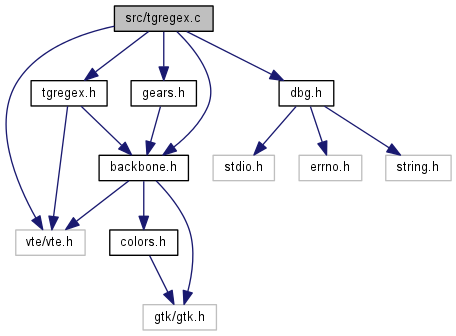 src/tgregex.c
tgregex.h
gears.h
dbg.h
backbone.h
stdio.h
errno.h
string.h
vte/vte.h
colors.h
gtk/gtk.h